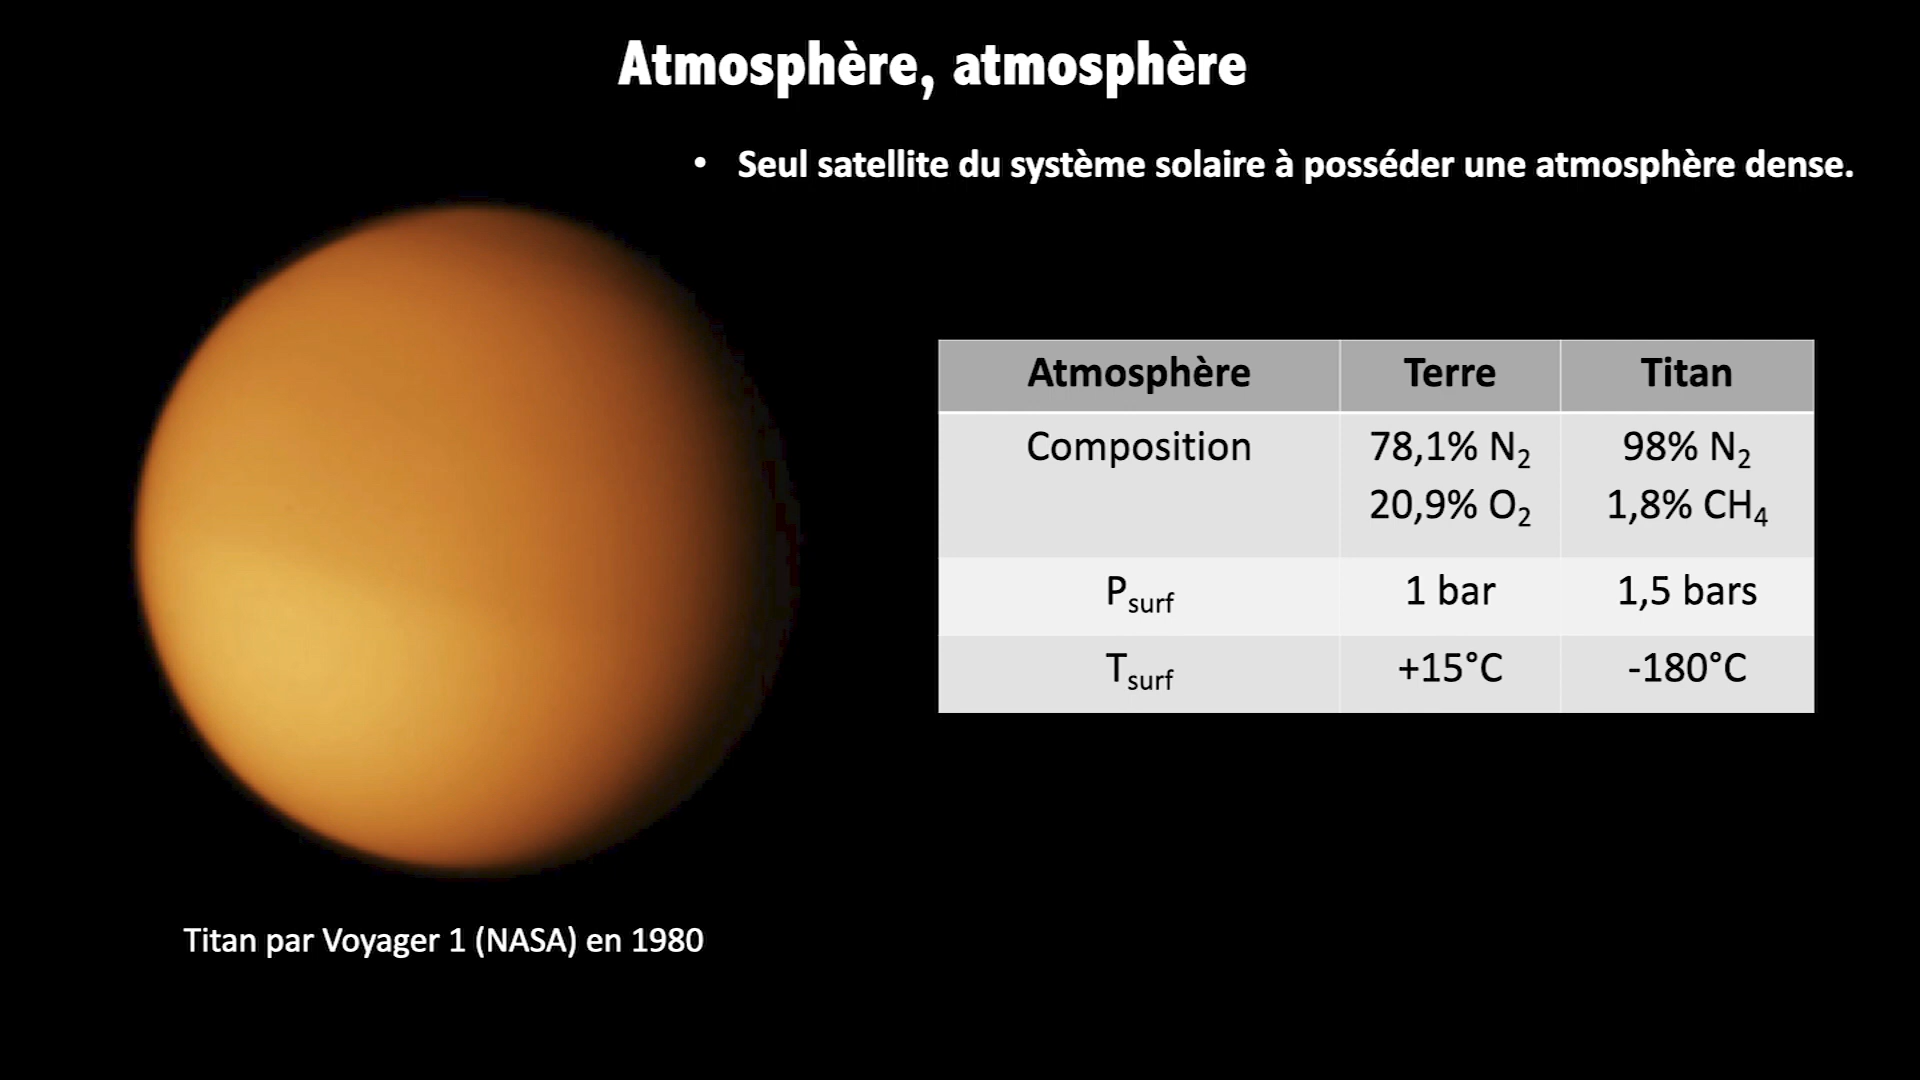 Atmosphère, atmosphère
• Seul satellite du système solaire à posséder une atmosphère dense.
Atmosphère Terre Titan
Composition 78,1% N₂ 98% N₂
20,9% O₂ 1,8% CH₄
P_surf 1 bar 1,5 bars
T_surf +15°C -180°C
Titan par Voyager 1 (NASA) en 1980